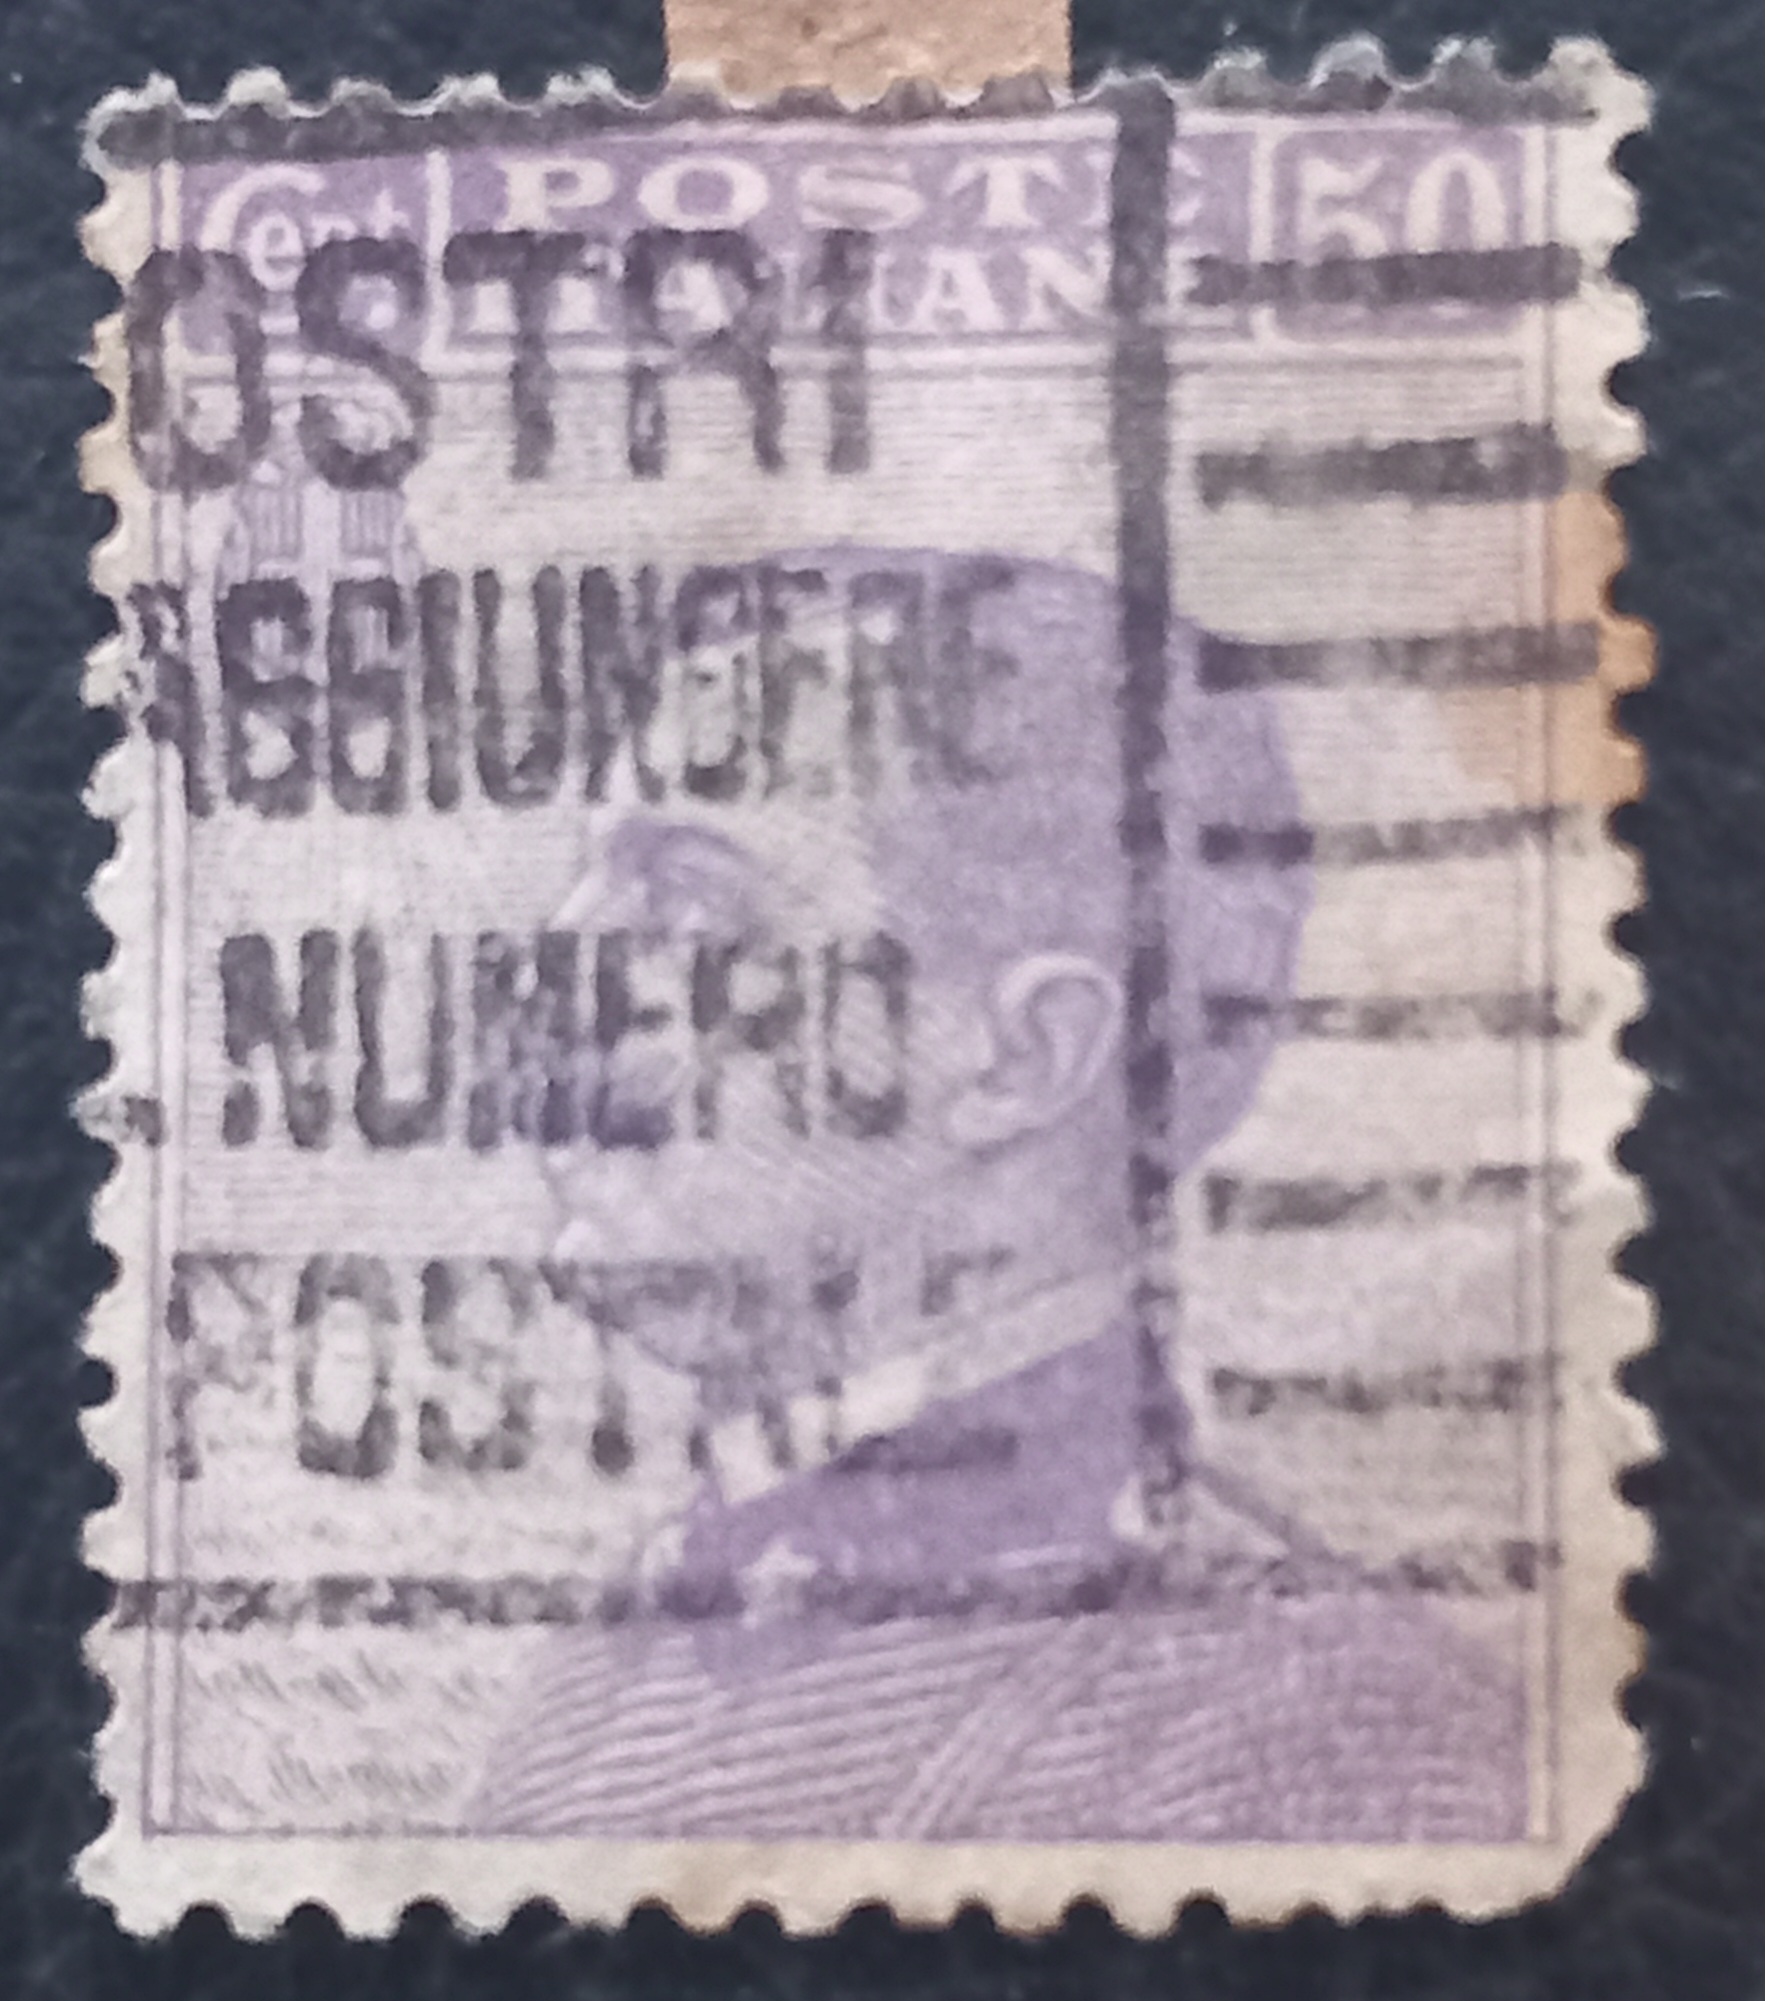 Cent. POSTE 50
ITALIANE
OSTRI
AGGIUNGERE
NUMERO
POSTALE